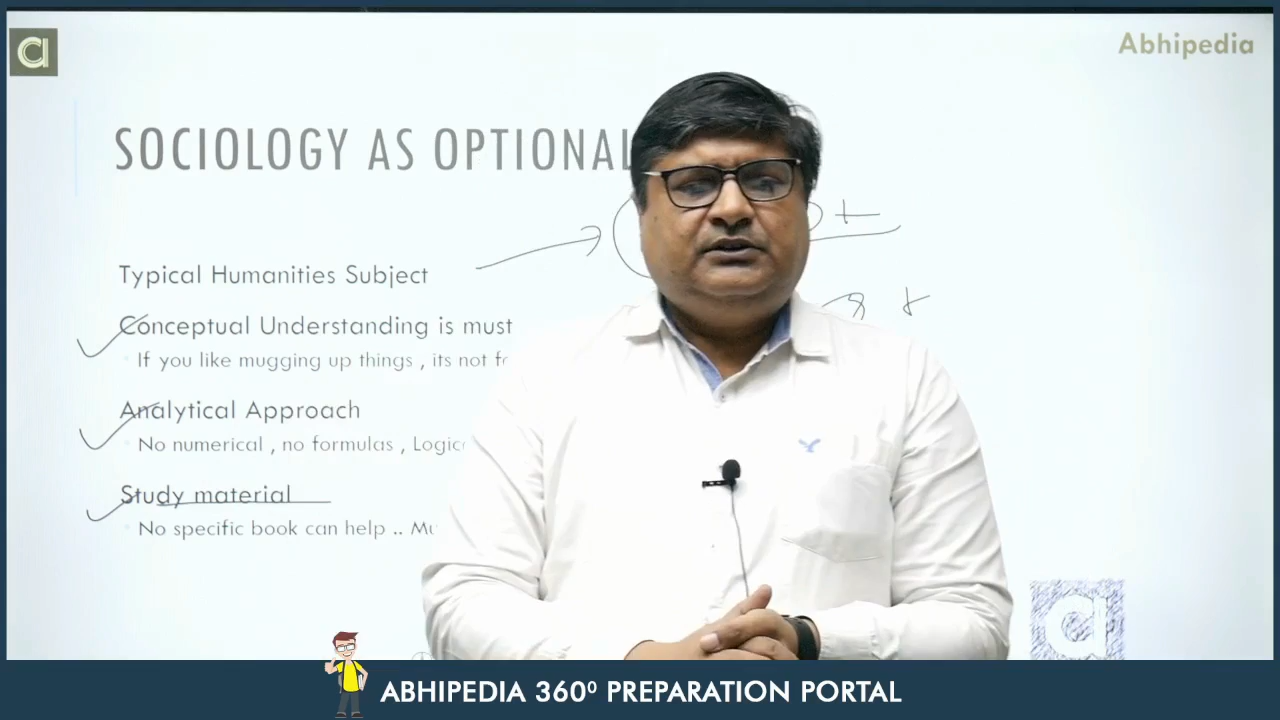 Abhipedia
SOCIOLOGY AS OPTIONAL
Typical Humanities Subject
Conceptual Understanding is must
If you like mugging up things , its not
Analytical Approach
No numerical , no formulas ,
Study material
No specific book can help ..
ABHIPEDIA 360⁰ PREPARATION PORTAL